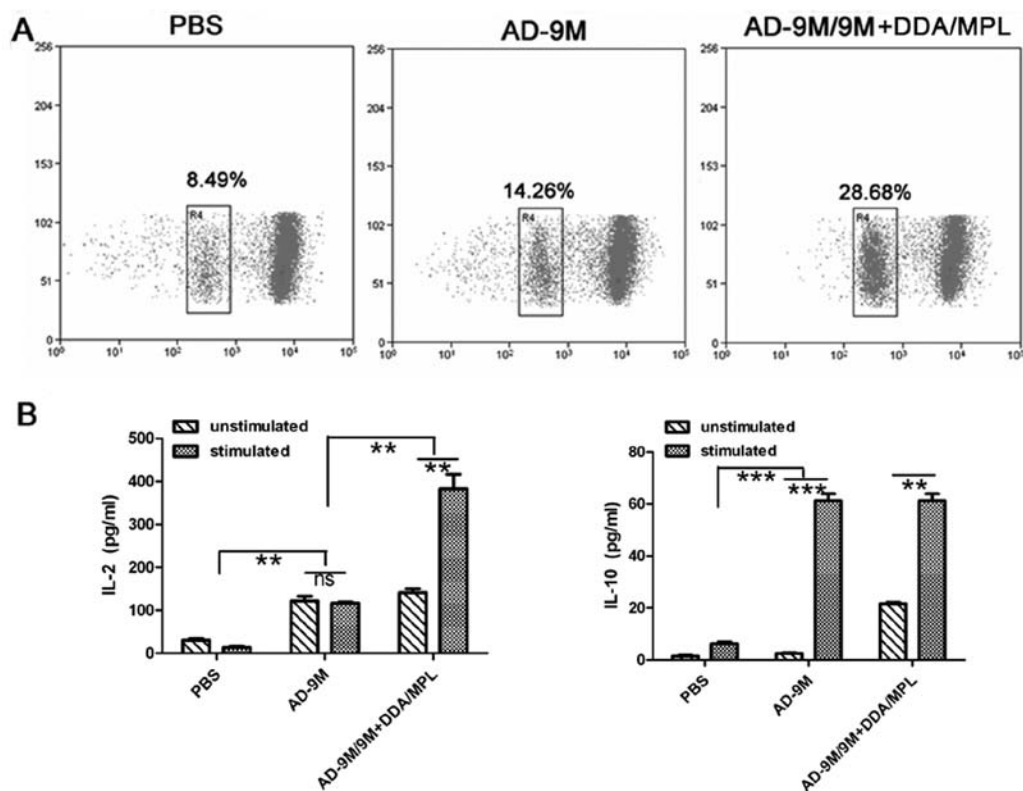 A
PBS
AD-9M
AD-9M/9M+DDA/MPL
256
204
153
102
51
0
8.49%
R4
10⁰ 10¹ 10² 10³ 10⁴ 10⁵
256
204
153
102
51
0
14.26%
R4
10⁰ 10¹ 10² 10³ 10⁴ 10⁵
256
204
153
102
51
0
28.68%
R4
10⁰ 10¹ 10² 10³ 10⁴ 10⁵
B
unstimulated
stimulated
IL-2 (pg/ml)
500
400
300
200
100
0
**
ns
**
**
PBS
AD-9M
AD-9M/9M+DDA/MPL
unstimulated
stimulated
IL-10 (pg/ml)
80
60
40
20
0
***
***
**
PBS
AD-9M
AD-9M/9M+DDA/MPL